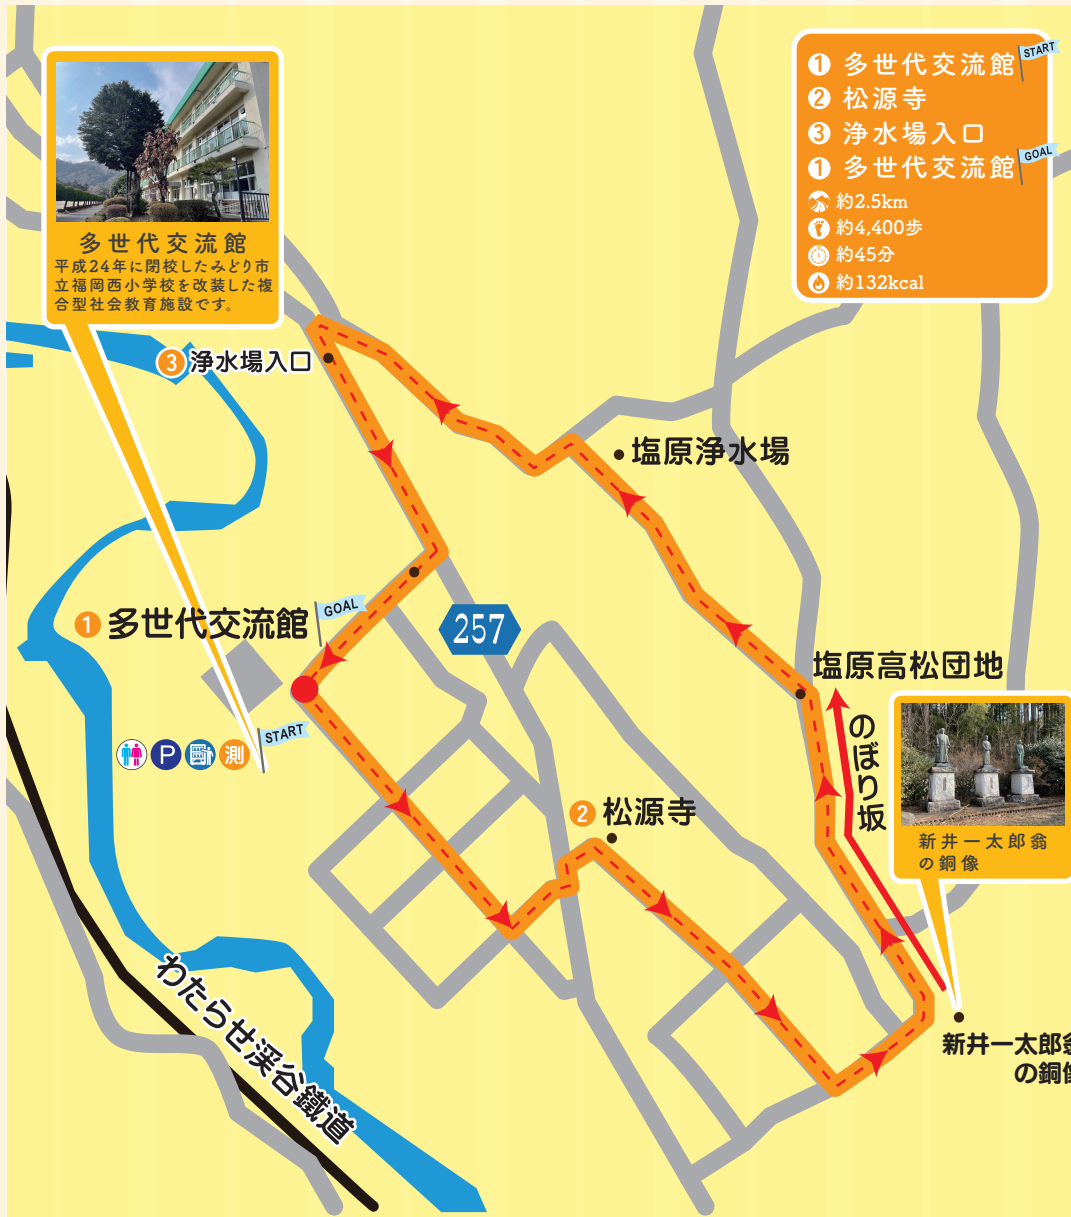 ① 多世代交流館 START
② 松源寺
③ 浄水場入口
① 多世代交流館 GOAL
約2.5km
約4,400歩
約45分
約132kcal
多世代交流館
平成24年に閉校したみどり市
立福岡西小学校を改装した複
合型社会教育施設です。
③ 浄水場入口
塩原浄水場
① 多世代交流館 GOAL
257
塩原高松団地
のぼり坂
START
P
測
② 松源寺
新井一太郎翁
の銅像
わたらせ渓谷鐵道
新井一太郎翁
の銅像